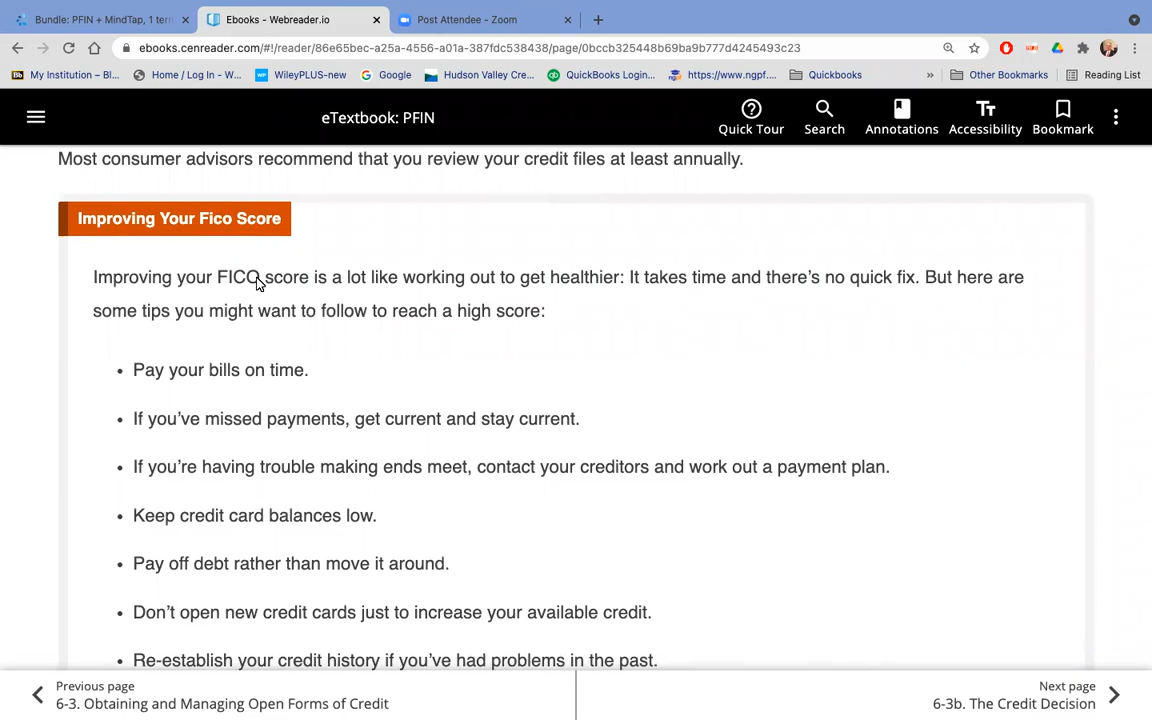 Bundle: PFIN + MindTap, 1 ter
Ebooks - Webreader.io
Post Attendee - Zoom
ebooks.cenreader.com/#!/reader/86e65bec-a25a-4556-a01a-387fdc538438/page/0bccb325448b69ba9b777d4245493c23
My Institution – Bl...
Home / Log In - W...
WileyPLUS-new
Google
Hudson Valley Cre...
QuickBooks Login...
https://www.ngpf....
Quickbooks
»
Other Bookmarks
Reading List
eTextbook: PFIN
Quick Tour
Search
Annotations
Accessibility
Bookmark
Most consumer advisors recommend that you review your credit files at least annually.
Improving Your Fico Score
Improving your FICO score is a lot like working out to get healthier: It takes time and there's no quick fix. But here are
some tips you might want to follow to reach a high score:
• Pay your bills on time.
• If you've missed payments, get current and stay current.
• If you're having trouble making ends meet, contact your creditors and work out a payment plan.
• Keep credit card balances low.
• Pay off debt rather than move it around.
• Don't open new credit cards just to increase your available credit.
• Re-establish your credit history if you've had problems in the past.
Previous page
6-3. Obtaining and Managing Open Forms of Credit
Next page
6-3b. The Credit Decision